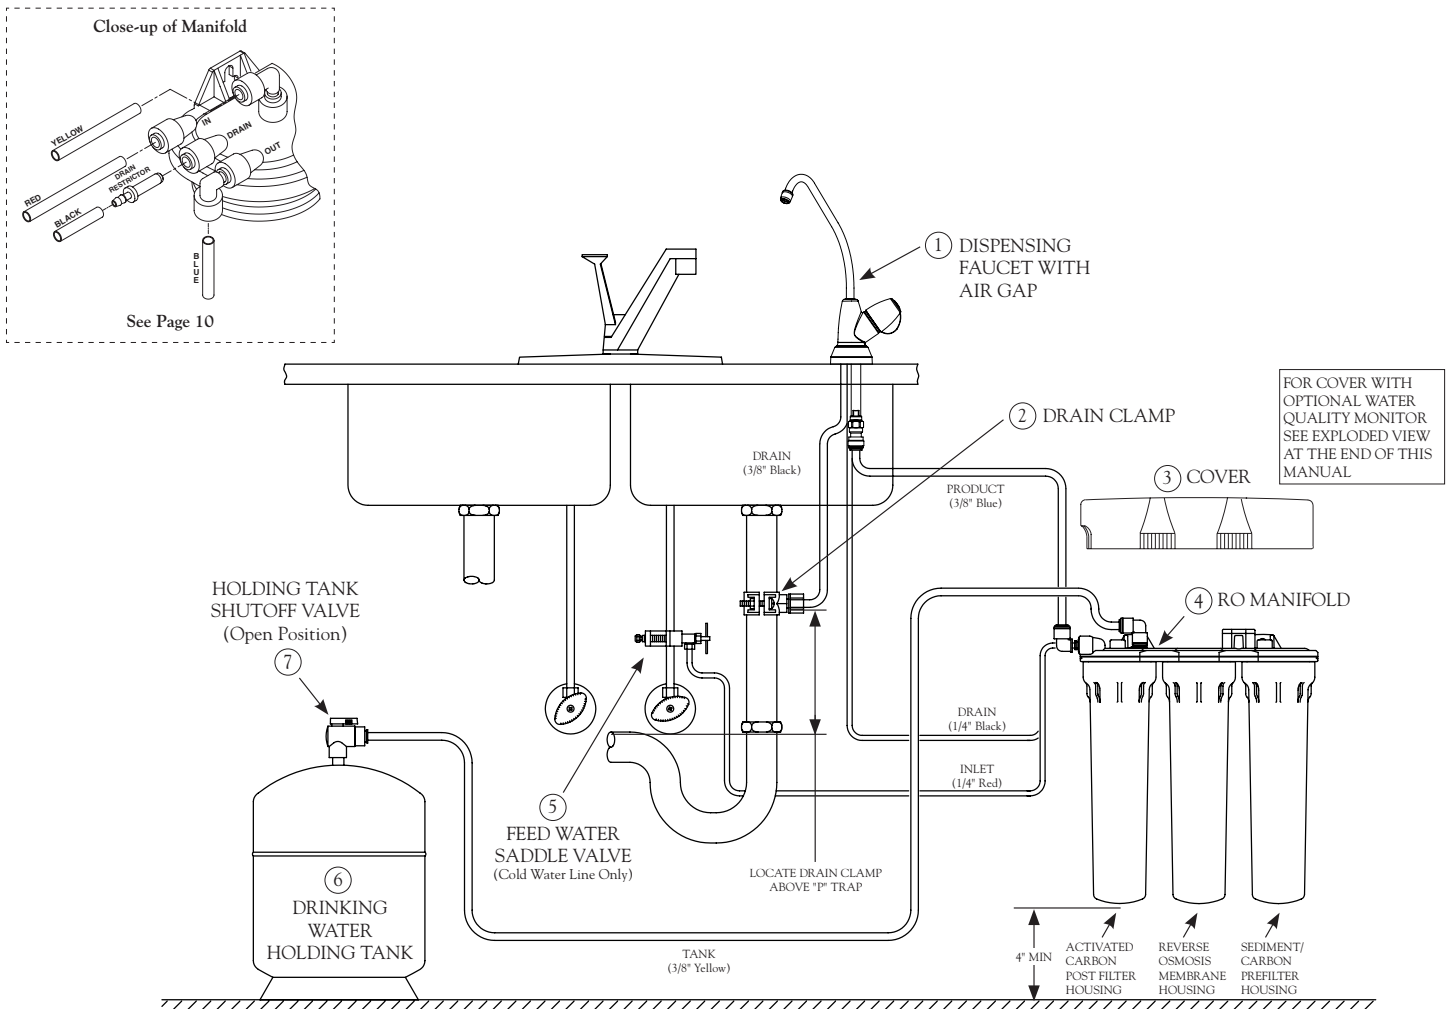 Close-up of Manifold
YELLOW
IN
DRAIN
OUT
RED
DRAIN
RESTRICTOR
BLACK
BLUE
See Page 10
1 DISPENSING
FAUCET WITH
AIR GAP
FOR COVER WITH
OPTIONAL WATER
QUALITY MONITOR
SEE EXPLODED VIEW
AT THE END OF THIS
MANUAL
2 DRAIN CLAMP
DRAIN
(3/8" Black)
PRODUCT
(3/8" Blue)
3 COVER
HOLDING TANK
SHUTOFF VALVE
(Open Position)
7
4 RO MANIFOLD
DRAIN
(1/4" Black)
INLET
(1/4" Red)
5
FEED WATER
SADDLE VALVE
(Cold Water Line Only)
LOCATE DRAIN CLAMP
ABOVE "P" TRAP
6
DRINKING
WATER
HOLDING TANK
TANK
(3/8" Yellow)
4" MIN
ACTIVATED
CARBON
POST FILTER
HOUSING
REVERSE
OSMOSIS
MEMBRANE
HOUSING
SEDIMENT/
CARBON
PREFILTER
HOUSING